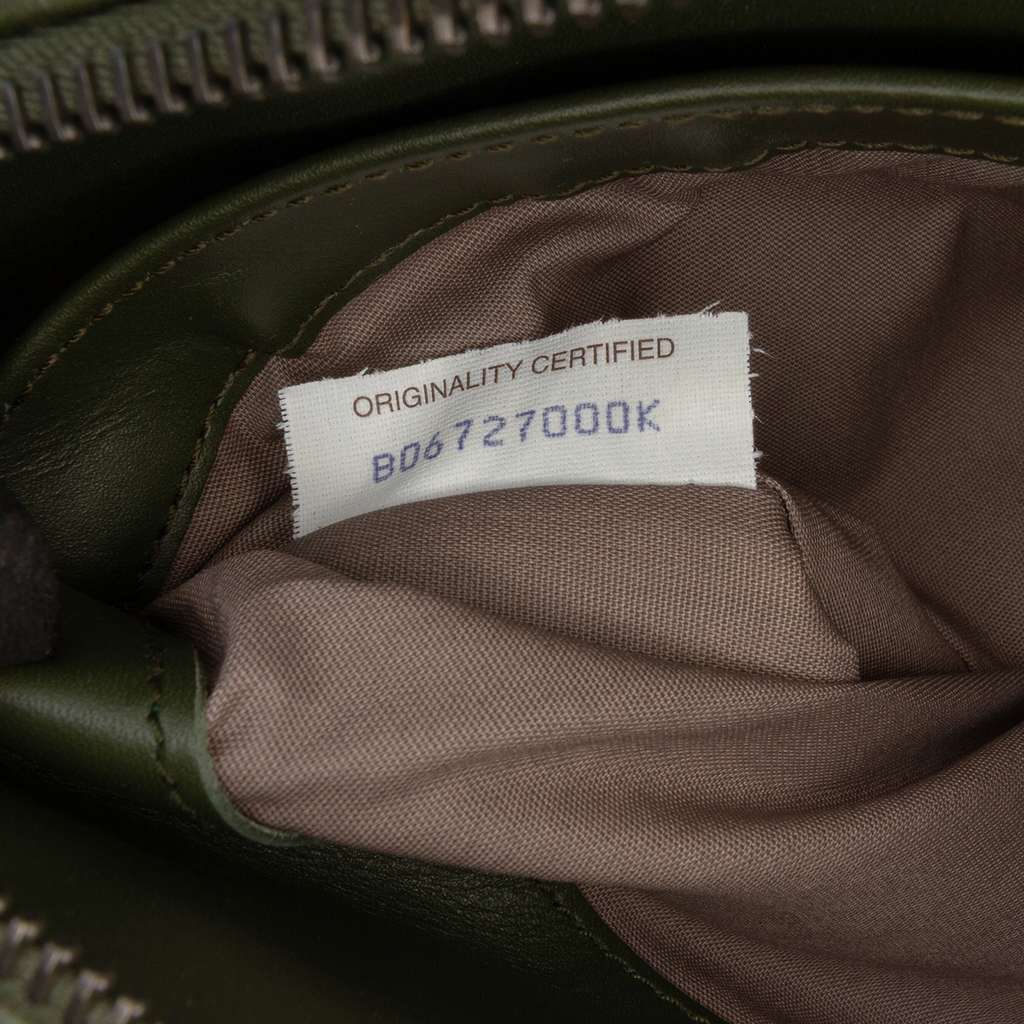 ORIGINALITY CERTIFIED
B06727000K